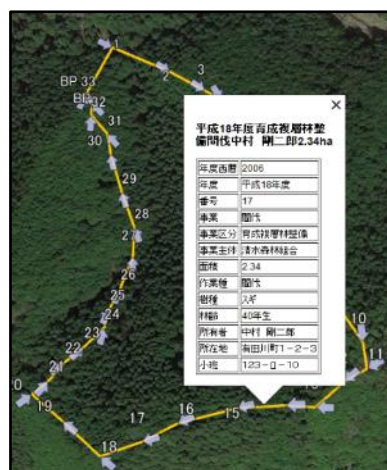 1
2
3
BP 33
32
31
30
29
28
27
26
25
24
23
22
21
19
18
17
16
15
11
×
平成18年度育成複層林整
備間伐中村 剛二郎2.34ha
年度西暦 2006
年度 平成18年度
番号 17
事業 間伐
事業区分 育成複層林整備
事業主体 清水森林組合
面積 2.34
作業種 間伐
樹種 スギ
林齢 40年生
所有者 中村 剛二郎
所在地 有田川町1-2-3
小班 123-ロ-10